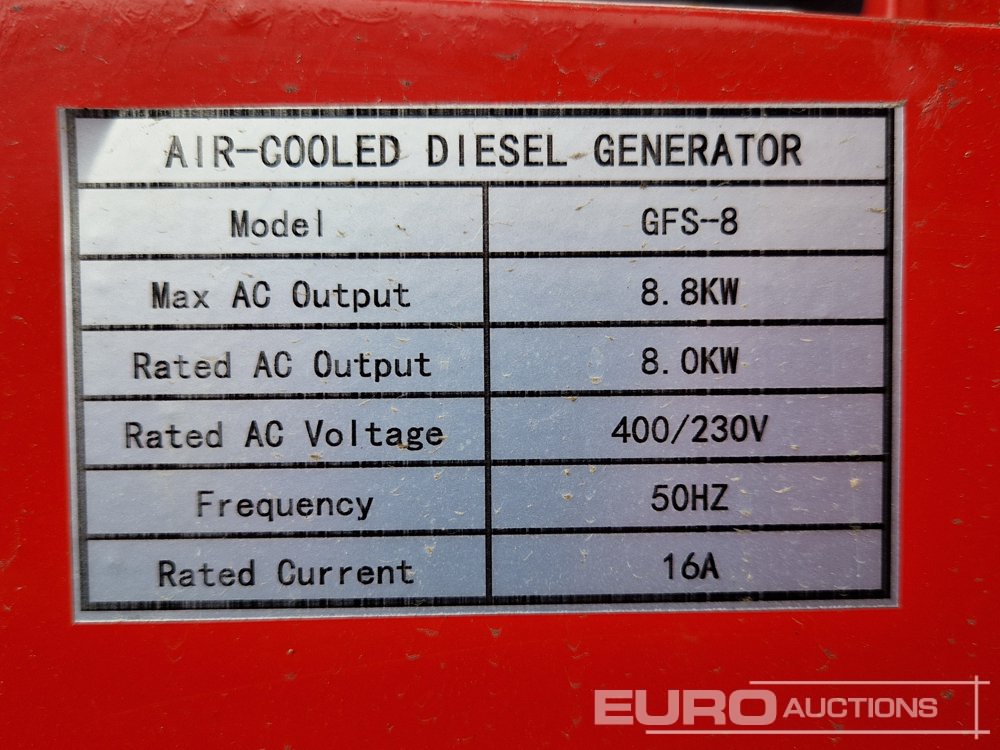 AIR-COOLED DIESEL GENERATOR
Model GFS-8
Max AC Output 8.8KW
Rated AC Output 8.0KW
Rated AC Voltage 400/230V
Frequency 50HZ
Rated Current 16A
EURO AUCTIONS